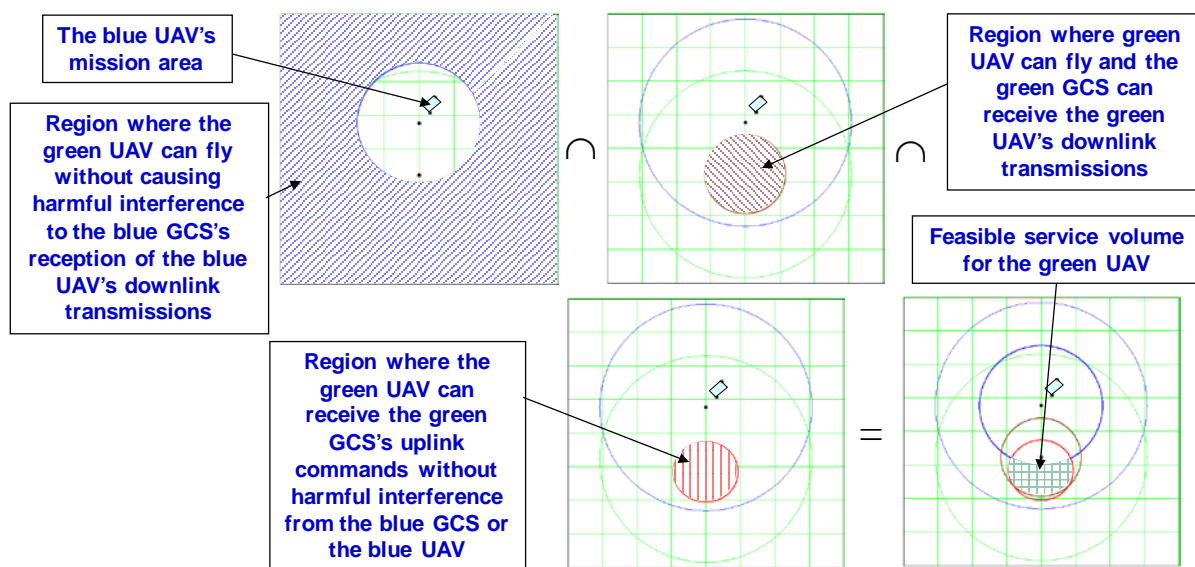 The blue UAV's
mission area
Region where the
green UAV can fly
without causing
harmful interference
to the blue GCS's
reception of the blue
UAV's downlink
transmissions
∩
Region where green
UAV can fly and the
green GCS can
receive the green
UAV's downlink
transmissions
∩
Region where the
green UAV can
receive the green
GCS's uplink
commands without
harmful interference
from the blue GCS or
the blue UAV
=
Feasible service volume
for the green UAV